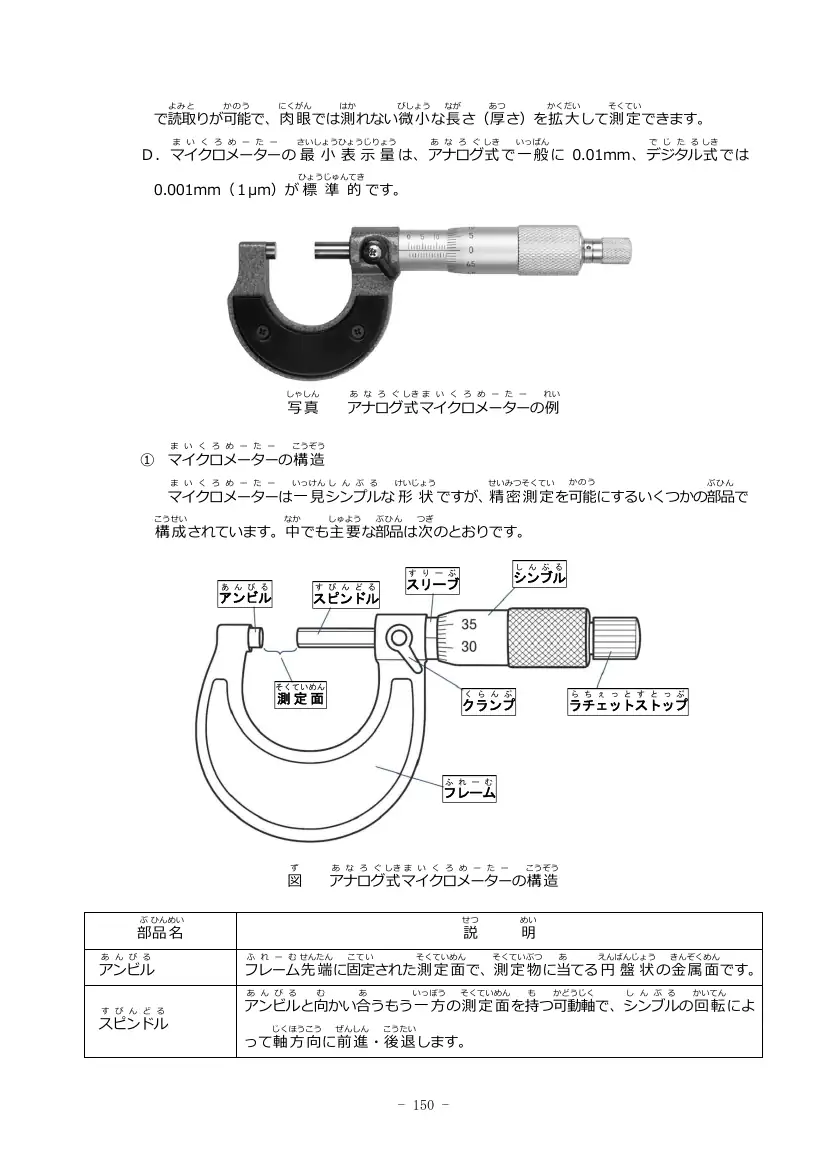 で読取りが可能で、肉眼では測れない微小な長さ（厚さ）を拡大して測定できます。
D．マイクロメーターの最小表示量は、アナログ式で一般に 0.01mm、デジタル式では
0.001mm（１μm）が標準的です。
0 5 10
5
0
45
写真　アナログ式マイクロメーターの例
① マイクロメーターの構造
マイクロメーターは一見シンプルな形状ですが、精密測定を可能にするいくつかの部品で
構成されています。中でも主要な部品は次のとおりです。
アンビル
スピンドル
スリーブ
シンブル
35
30
測定面
クランプ
ラチェットストップ
フレーム
図　アナログ式マイクロメーターの構造
部品名　説明
アンビル　フレーム先端に固定された測定面で、測定物に当てる円盤状の金属面です。
スピンドル　アンビルと向かい合うもう一方の測定面を持つ可動軸で、シンブルの回転によ
って軸方向に前進・後退します。
- 150 -